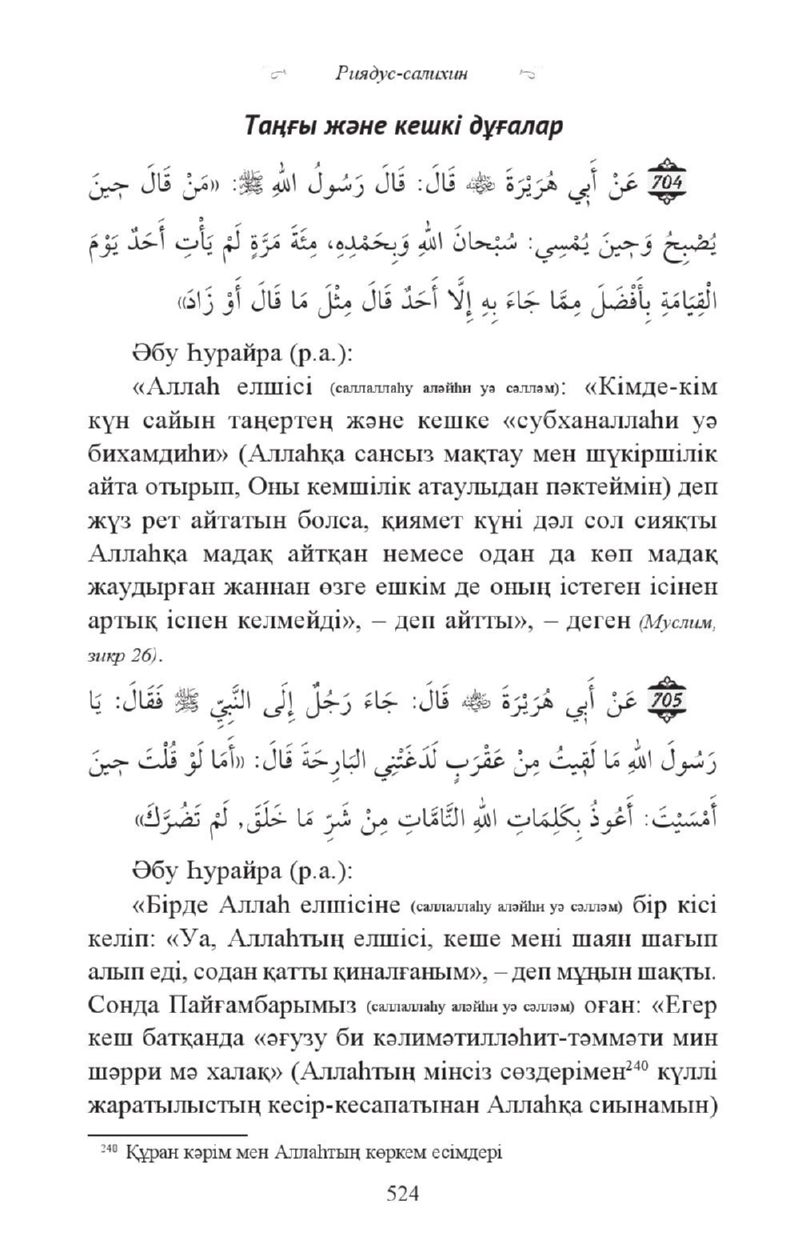 Риядус-салихин
Таңғы және кешкі дұғалар
704 عَنْ أَبِي هُرَيْرَةَ ﷺ قَالَ: قَالَ رَسُولُ اللهِ ﷺ: «مَنْ قَالَ حِينَ
يُصْبِحُ وَحِينَ يُمْسِي: سُبْحانَ اللهِ وَبِحَمْدِهِ، مِئَةَ مَرَّةٍ لَمْ يَأْتِ أَحَدٌ يَوْمَ
الْقِيَامَةِ بِأَفْضَلَ مِمَّا جَاءَ بِهِ إِلَّا أَحَدٌ قَالَ مِثْلَ مَا قَالَ أَوْ زَادَ»
Әбу Һурайра (р.а.):
«Аллаһ елшісі (саллаллаһу аләйһи уә сәлләм): «Кімде-кім
күн сайын таңертең және кешке «субханаллаһи уә
бихамдиһи» (Аллаһқа сансыз мақтау мен шүкіршілік
айта отырып, Оны кемшілік атаулыдан пәктеймін) деп
жүз рет айтатын болса, қиямет күні дәл сол сияқты
Аллаһқа мадақ айтқан немесе одан да көп мадақ
жаудырған жаннан өзге ешкім де оның істеген ісінен
артық іспен келмейді», – деп айтты», – деген (Муслим,
зикр 26).
705 عَنْ أَبِي هُرَيْرَةَ ﷺ قَالَ: جَاءَ رَجُلٌ إِلَى النَّبِيِّ ﷺ فَقَالَ: يَا
رَسُولَ اللهِ مَا لَقِيتُ مِنْ عَقْرَبٍ لَدَغَتْنِي البَارِحَةَ قَالَ: «أَمَا لَوْ قُلْتَ حِينَ
أَمْسَيْتَ: أَعُوذُ بِكَلِمَاتِ اللهِ التَّامَّاتِ مِنْ شَرِّ مَا خَلَقَ, لَمْ تَضُرَّكَ»
Әбу Һурайра (р.а.):
«Бірде Аллаһ елшісіне (саллаллаһу аләйһи уә сәлләм) бір кісі
келіп: «Уа, Аллаһтың елшісі, кеше мені шаян шағып
алып еді, содан қатты қиналғаным», – деп мұңын шақты.
Сонда Пайғамбарымыз (саллаллаһу аләйһи уә сәлләм) оған: «Егер
кеш батқанда «әғузу би кәлимәтилләһит-тәммәти мин
шәрри мә халақ» (Аллаһтың мінсіз сөздерімен²⁴⁰ күллі
жаратылыстың кесір-кесапатынан Аллаһқа сиынамын)
²⁴⁰ Құран кәрім мен Аллаһтың көркем есімдері
524